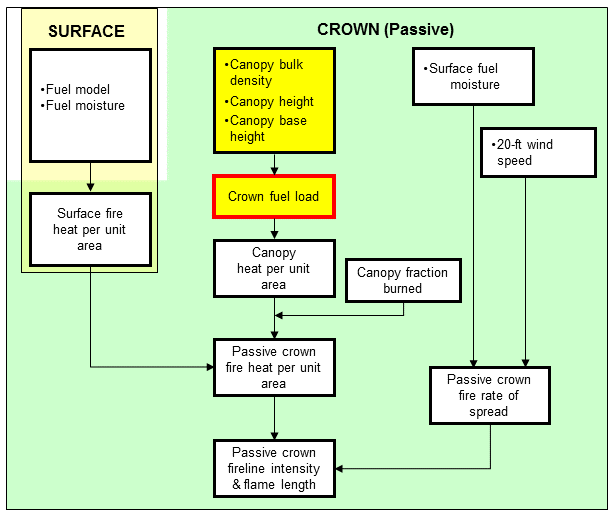 SURFACE
CROWN (Passive)
•Fuel model
•Fuel moisture
•Canopy bulk
density
•Canopy height
•Canopy base
height
•Surface fuel
moisture
•20-ft wind
speed
Surface fire
heat per unit
area
Crown fuel load
Canopy
heat per unit
area
Canopy fraction
burned
Passive crown
fire heat per unit
area
Passive crown
fire rate of
spread
Passive crown
fireline intensity
& flame length